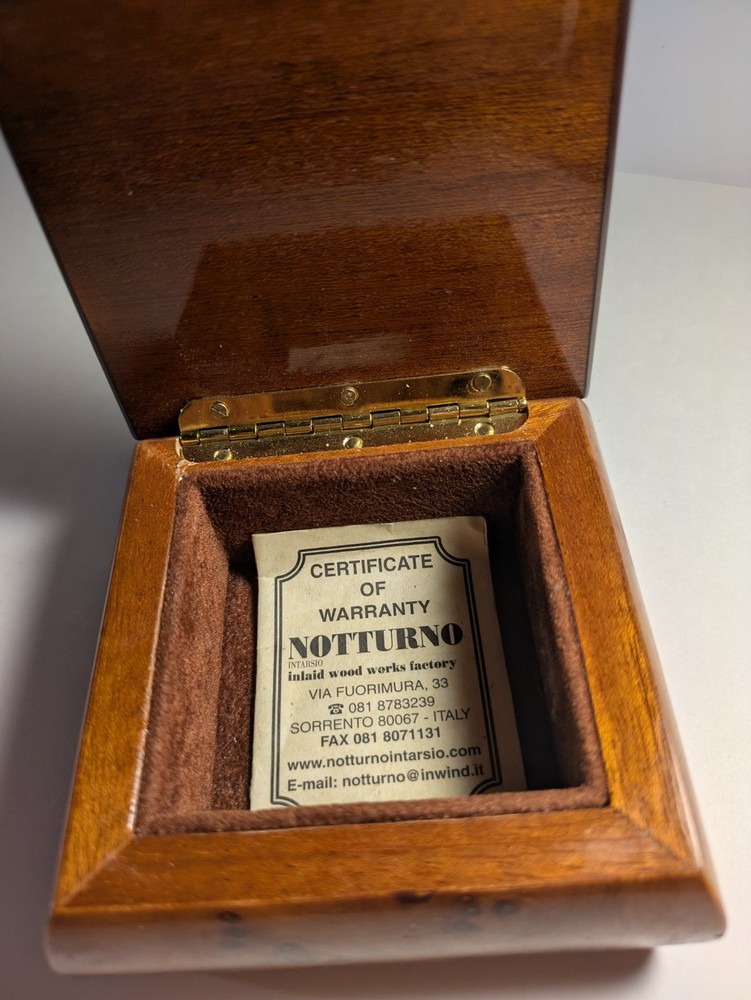 CERTIFICATE
OF
WARRANTY
NOTTURNO
INTARSIO
inlaid wood works factory
VIA FUORIMURA, 33
☎ 081 8783239
SORRENTO 80067 - ITALY
FAX 081 8071131
www.notturnointarsio.com
E-mail: notturno@inwind.it